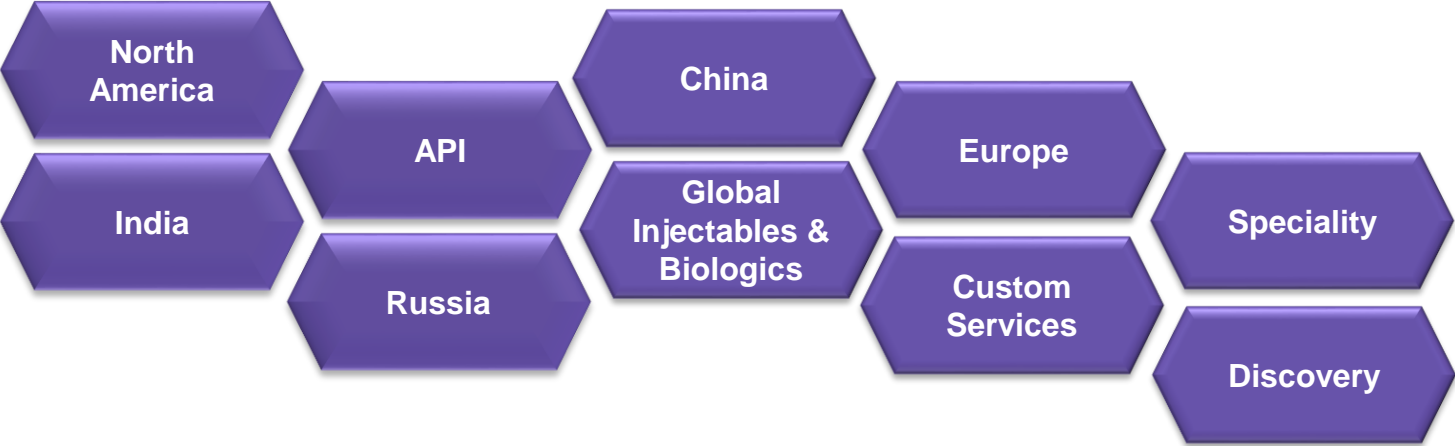 North
America
India
API
Russia
China
Global
Injectables &
Biologics
Europe
Custom
Services
Speciality
Discovery